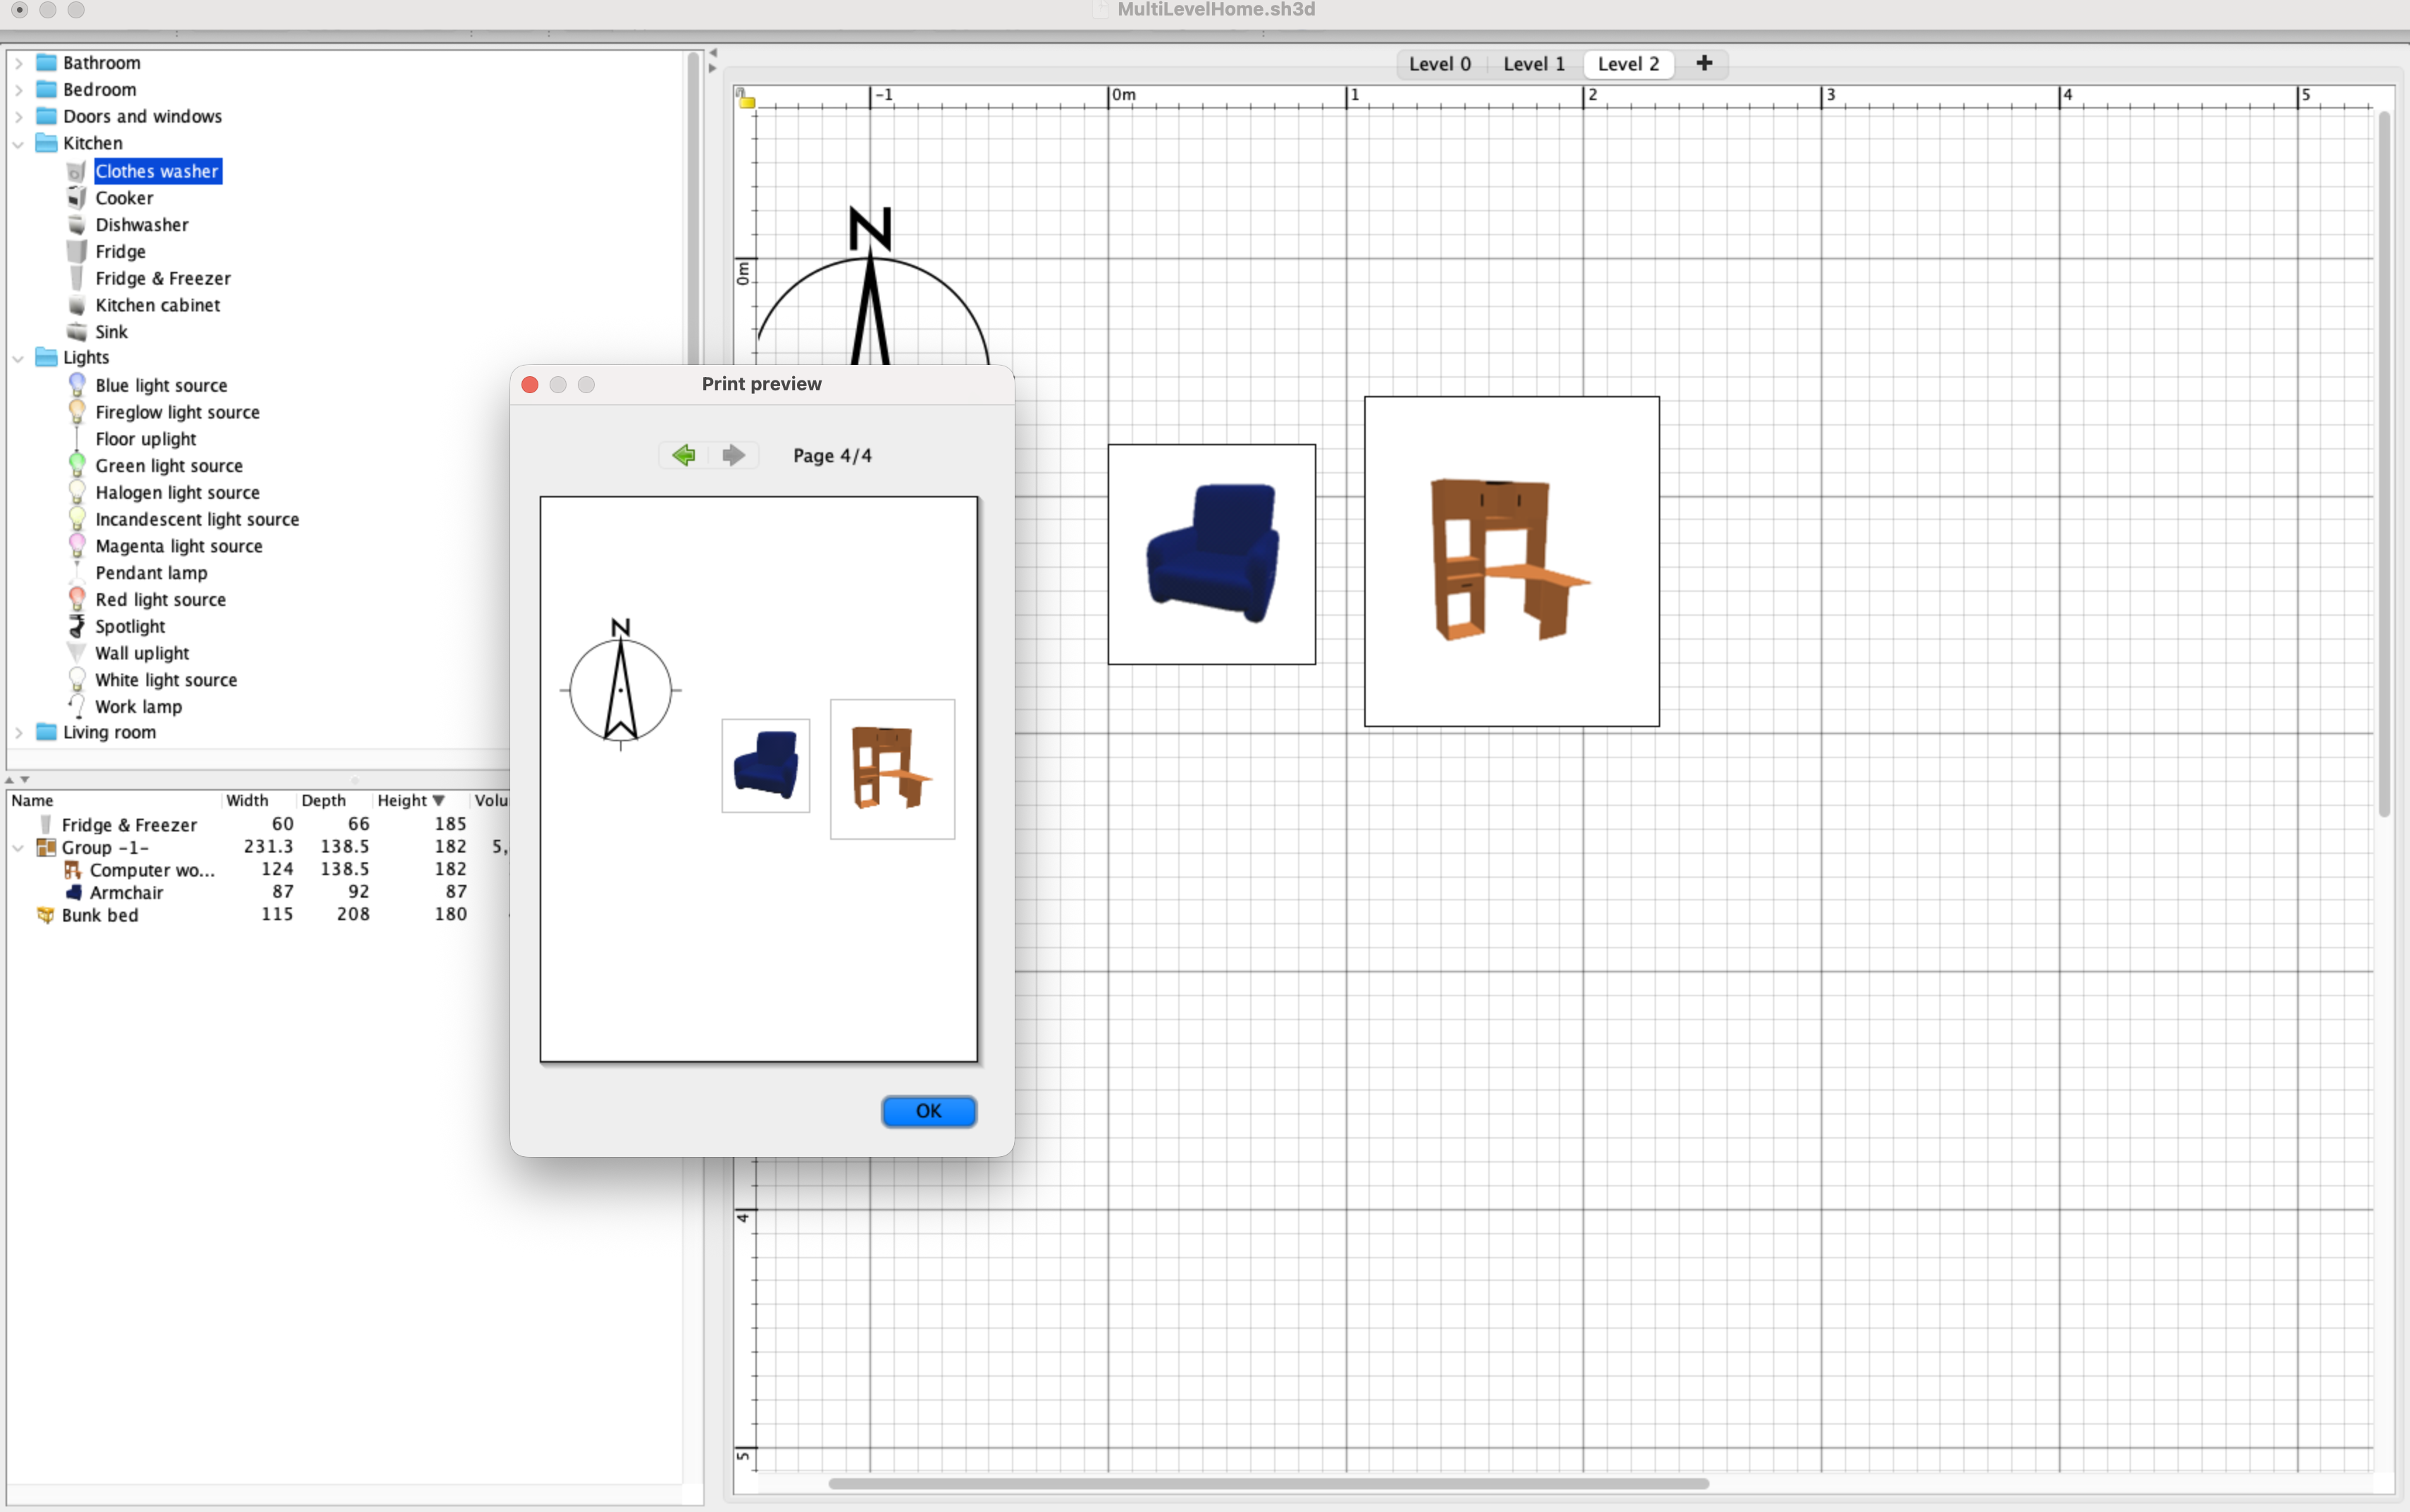 MultiLevelHome.sh3d
Bathroom
Bedroom
Doors and windows
Kitchen
Clothes washer
Cooker
Dishwasher
Fridge
Fridge & Freezer
Kitchen cabinet
Sink
Lights
Blue light source
Fireglow light source
Floor uplight
Green light source
Halogen light source
Incandescent light source
Magenta light source
Pendant lamp
Red light source
Spotlight
Wall uplight
White light source
Work lamp
Living room
Name Width Depth Height Volu
Fridge & Freezer 60 66 185
Group -1- 231.3 138.5 182 5,
Computer wo... 124 138.5 182
Armchair 87 92 87
Bunk bed 115 208 180
Level 0 Level 1 Level 2 +
-1 0m 1 2 3 4 5
0m
N
4
5
Print preview
Page 4/4
N
OK